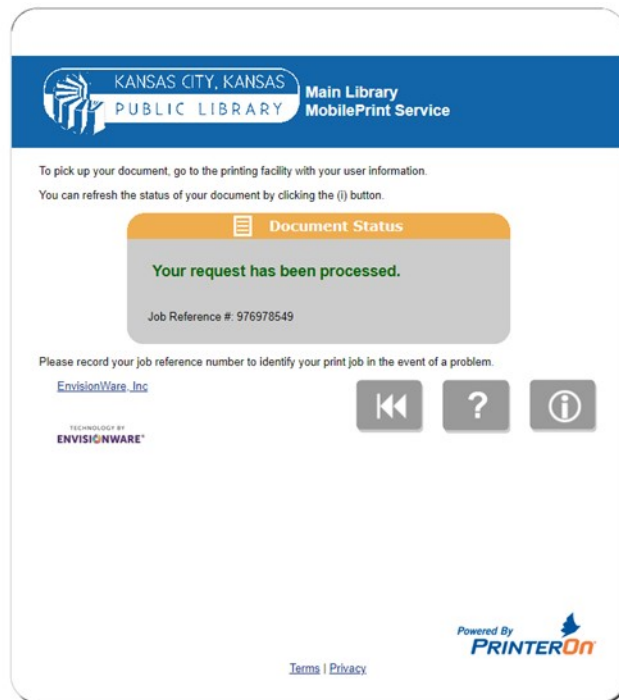 KANSAS CITY, KANSAS
PUBLIC LIBRARY
Main Library
MobilePrint Service
To pick up your document, go to the printing facility with your user information.
You can refresh the status of your document by clicking the (i) button.
Document Status
Your request has been processed.
Job Reference #: 976978549
Please record your job reference number to identify your print job in the event of a problem.
EnvisionWare, Inc
?
i
TECHNOLOGY BY
ENVISIONWARE®
Powered By
PRINTERON
Terms | Privacy